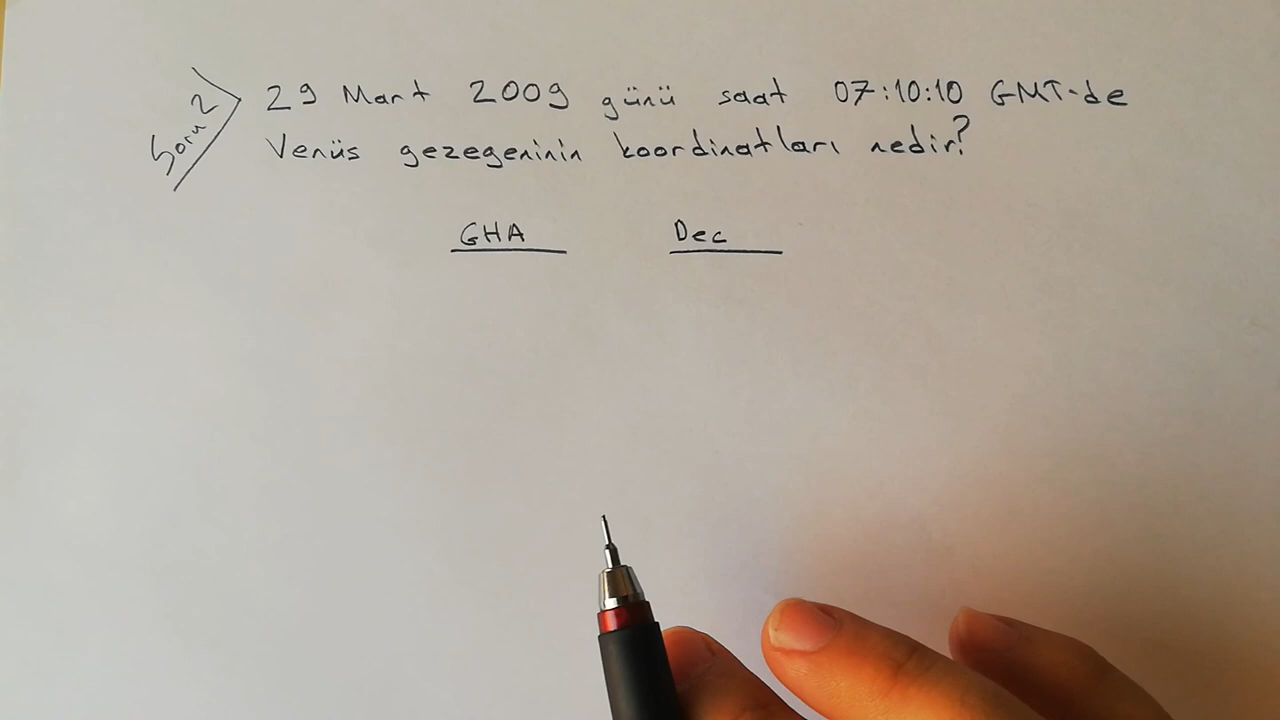 Soru 2
29 Mart 2009 günü saat 07:10:10 GMT-de
Venüs gezegeninin koordinatları nedir?
GHA Dec